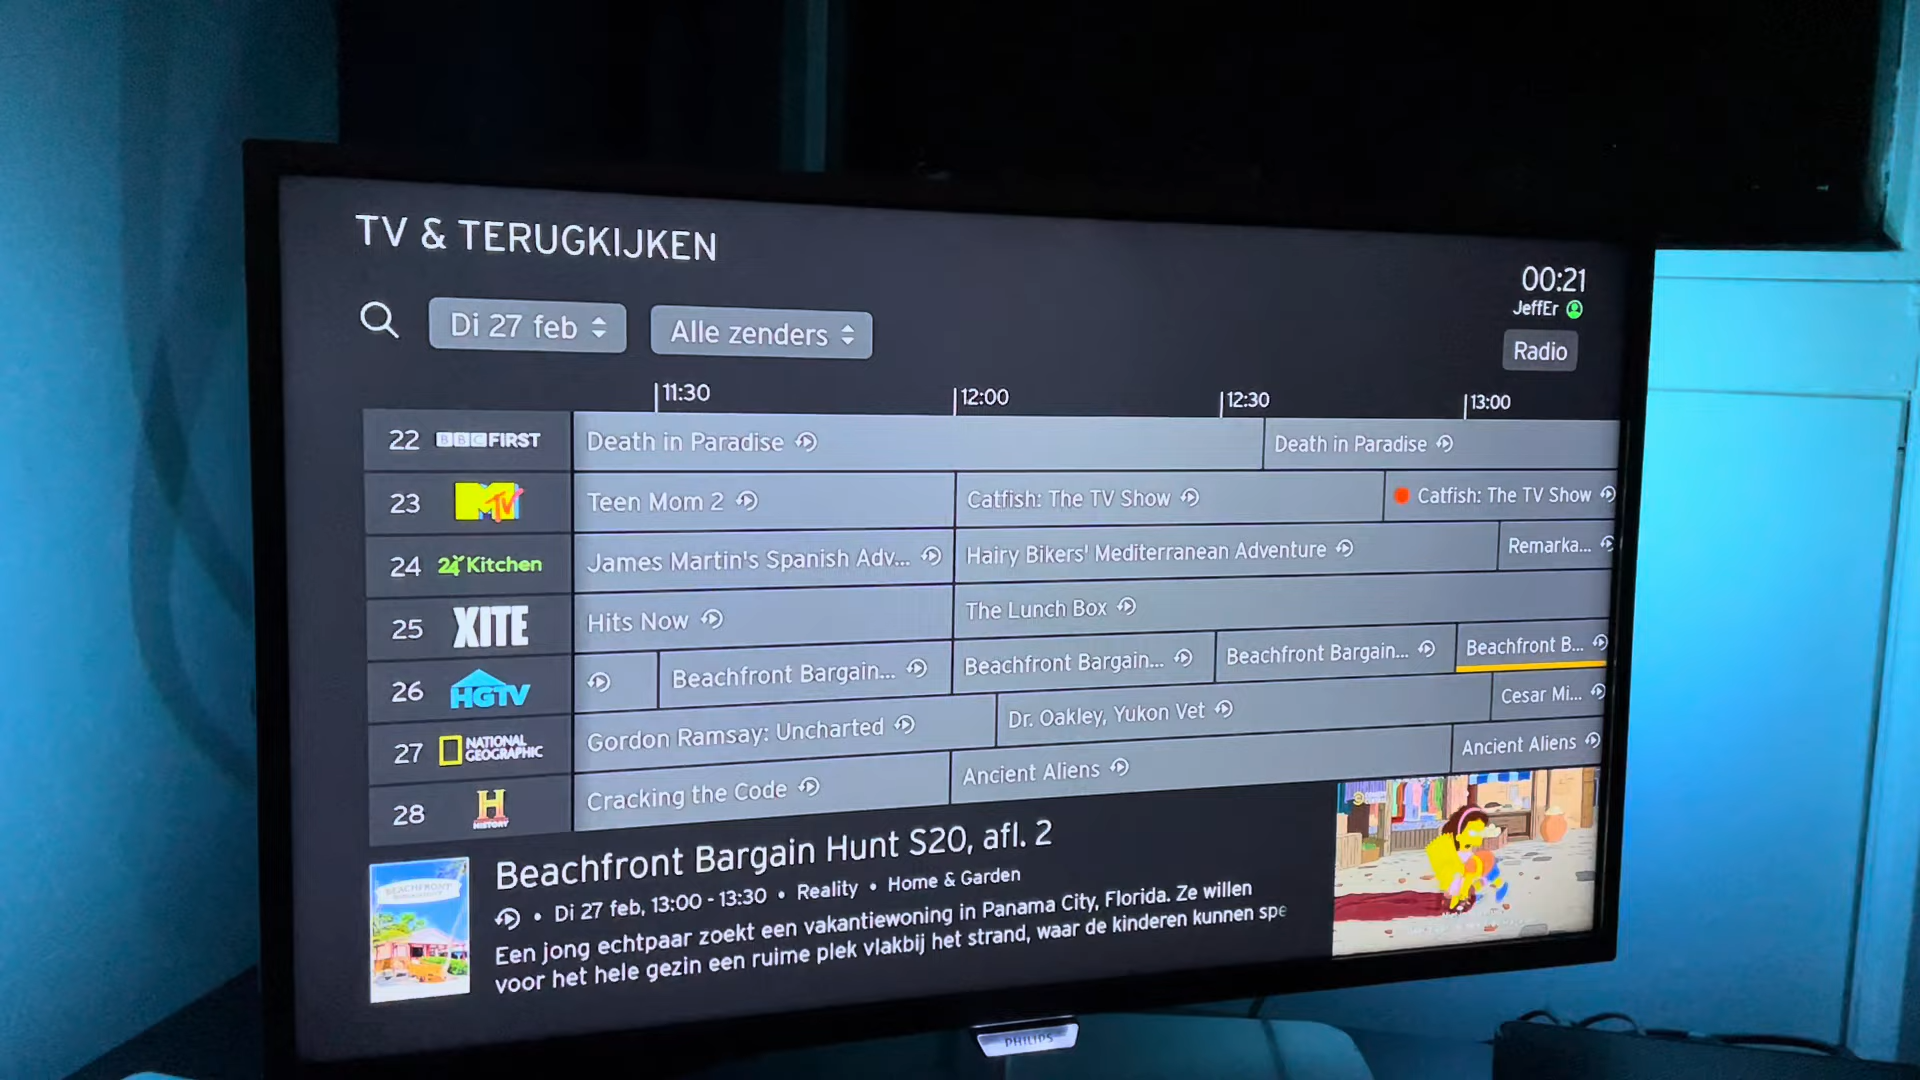 TV & TERUGKIJKEN
00:21
JeffEr
Di 27 feb
Alle zenders
Radio
11:30 12:00 12:30 13:00
22 BBC FIRST Death in Paradise Death in Paradise
23 MTV Teen Mom 2 Catfish: The TV Show Catfish: The TV Show
24 24 Kitchen James Martin's Spanish Adv... Hairy Bikers' Mediterranean Adventure Remarka...
25 XITE Hits Now The Lunch Box
26 HGTV Beachfront Bargain... Beachfront Bargain... Beachfront Bargain... Beachfront B...
27 NATIONAL GEOGRAPHIC Gordon Ramsay: Uncharted Dr. Oakley, Yukon Vet Cesar Mi...
28 H HISTORY Cracking the Code Ancient Aliens Ancient Aliens
BEACHFRONT
Beachfront Bargain Hunt S20, afl. 2
• Di 27 feb, 13:00 - 13:30 • Reality • Home & Garden
Een jong echtpaar zoekt een vakantiewoning in Panama City, Florida. Ze willen
voor het hele gezin een ruime plek vlakbij het strand, waar de kinderen kunnen spe
PHILIPS